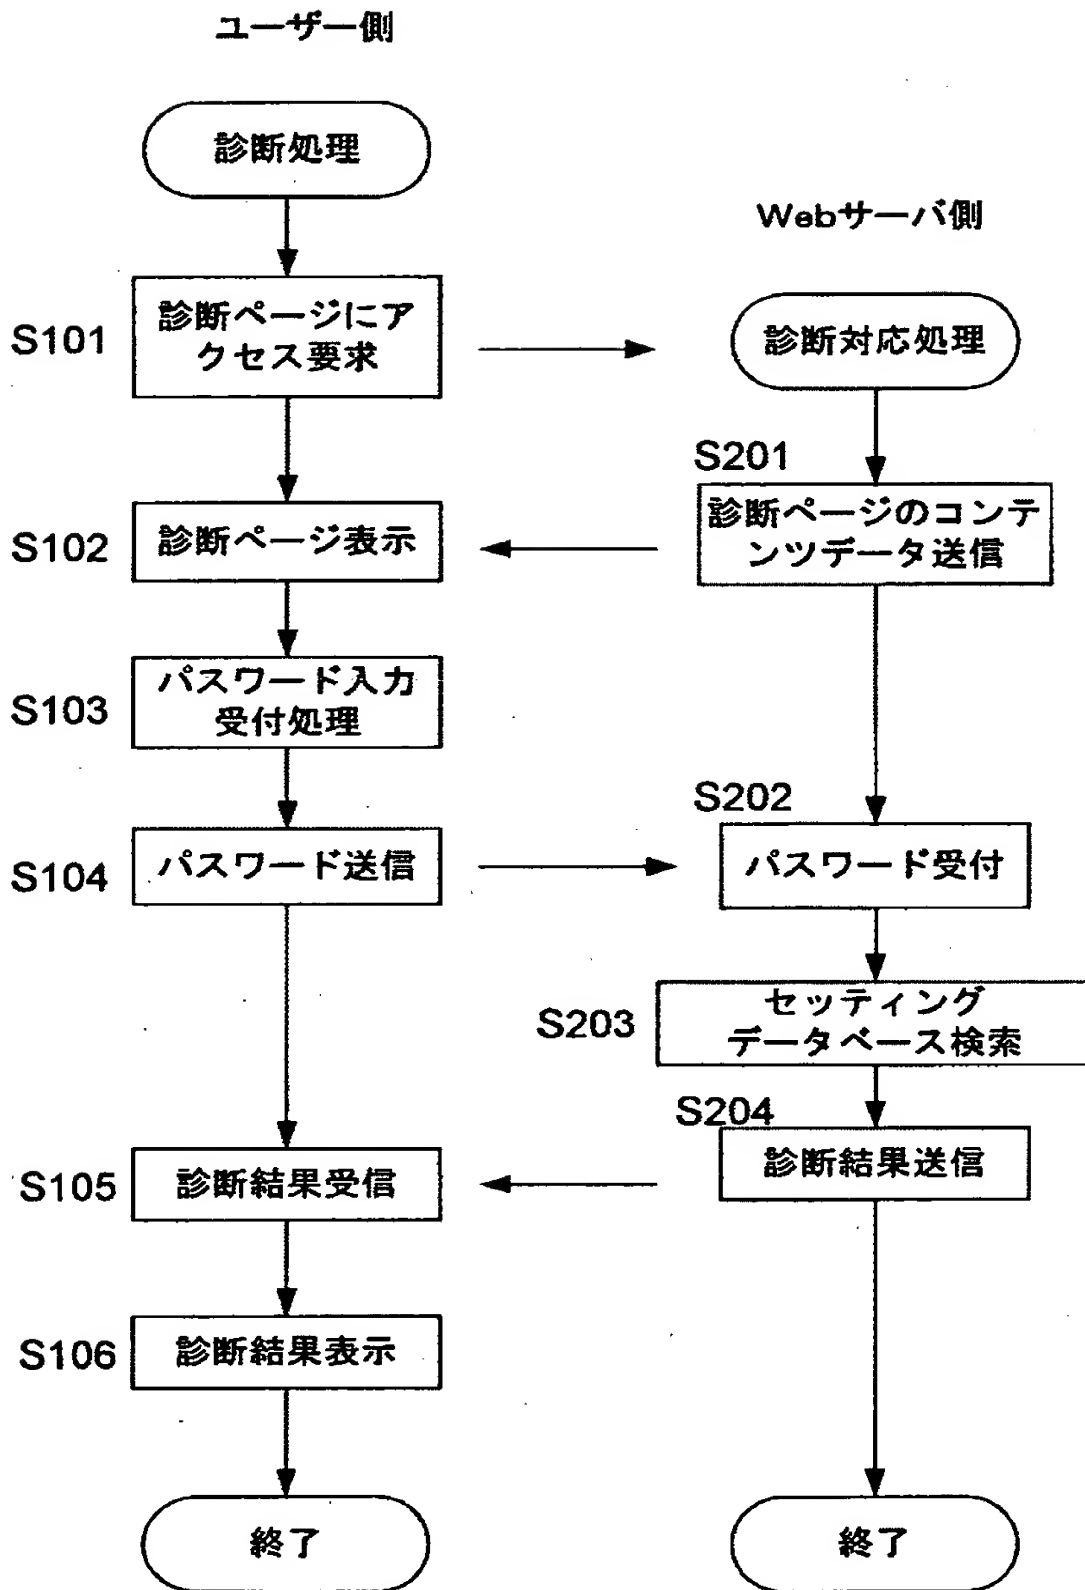 ユーザー側
診断処理
Webサーバ側
S101
診断ページにア
クセス要求
診断対応処理
S201
S102
診断ページ表示
診断ページのコンテ
ンツデータ送信
S103
パスワード入力
受付処理
S202
S104
パスワード送信
パスワード受付
S203
セッティング
データベース検索
S204
S105
診断結果受信
診断結果送信
S106
診断結果表示
終了
終了